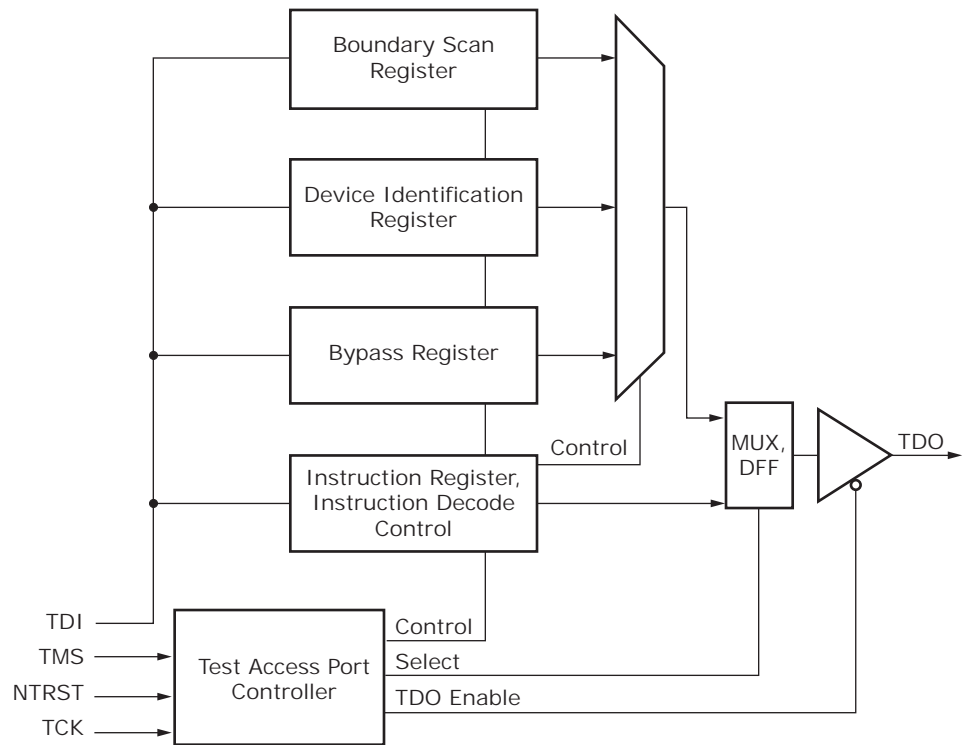 Boundary Scan
Register
Device Identification
Register
Bypass Register
Control
MUX,
DFF
TDO
Instruction Register,
Instruction Decode
Control
TDI
TMS
NTRST
TCK
Test Access Port
Controller
Control
Select
TDO Enable